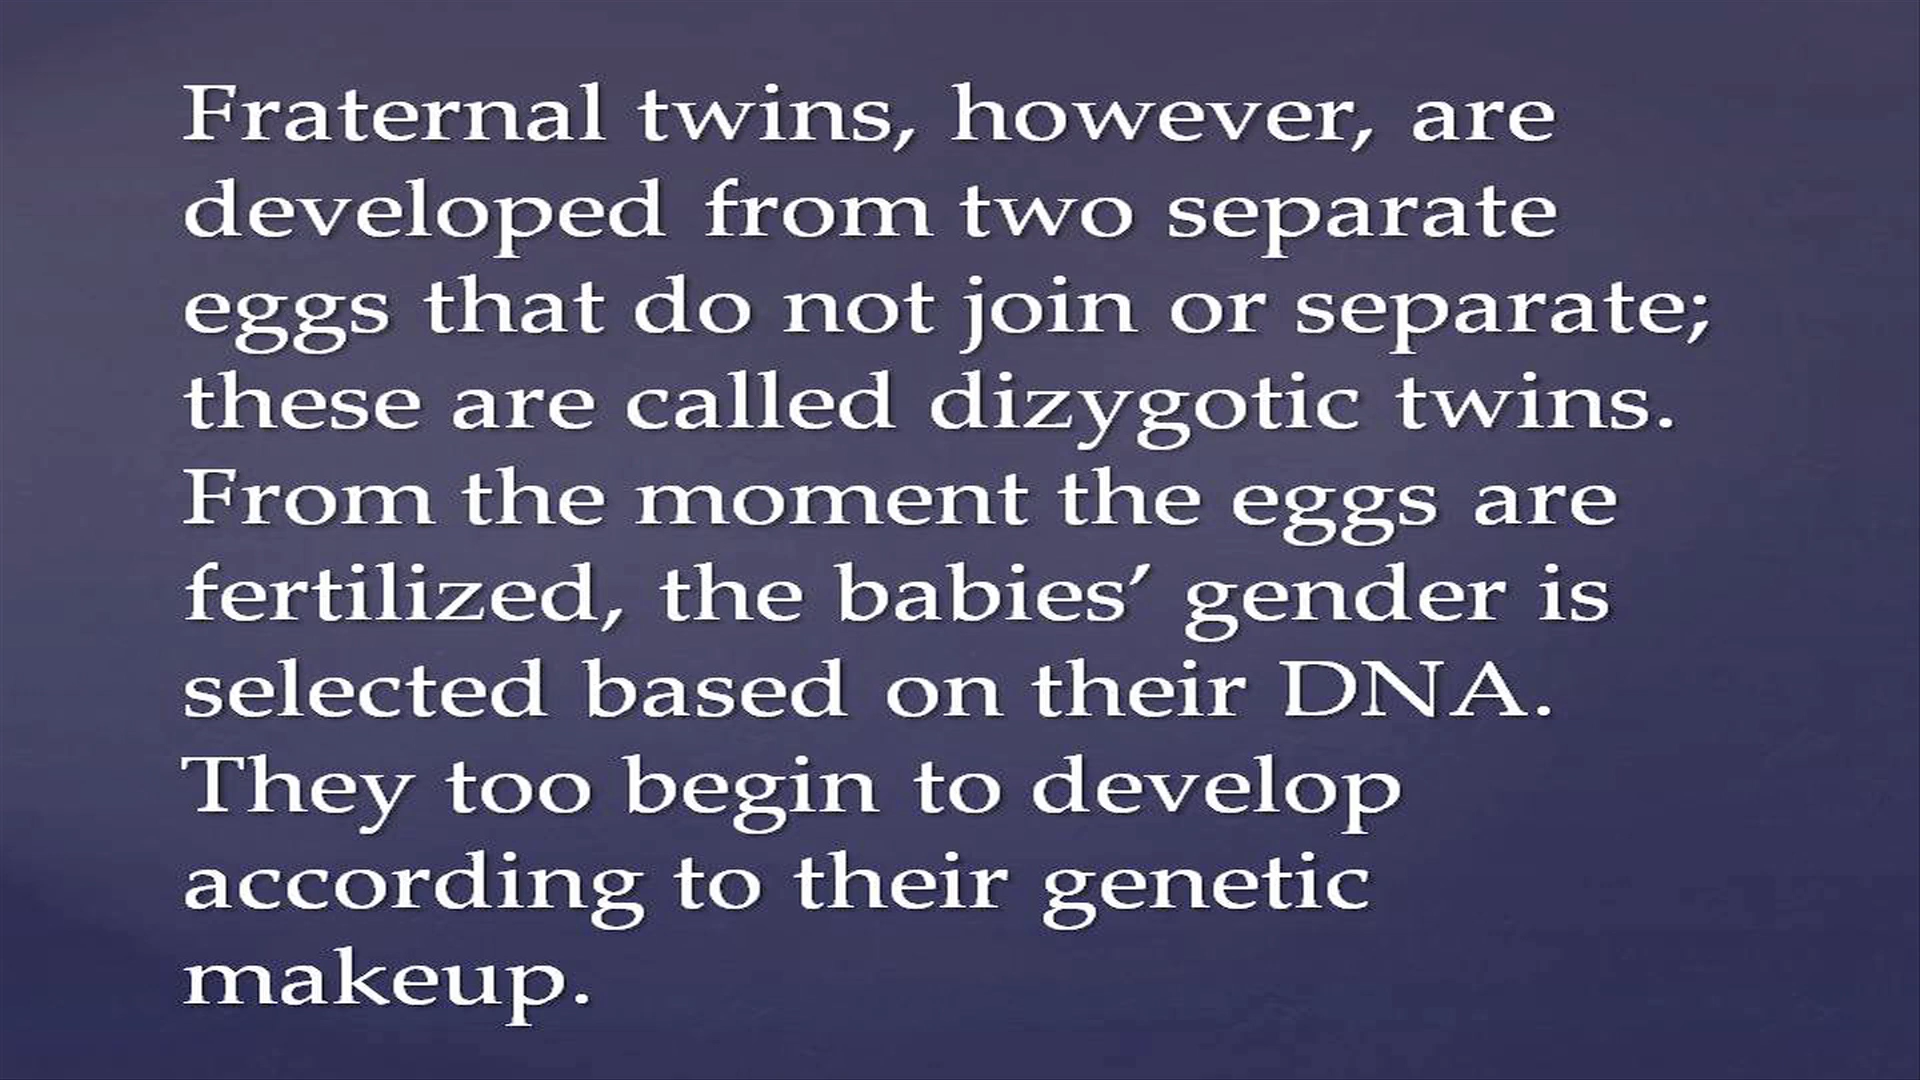 Fraternal twins, however, are
developed from two separate
eggs that do not join or separate;
these are called dizygotic twins.
From the moment the eggs are
fertilized, the babies’ gender is
selected based on their DNA.
They too begin to develop
according to their genetic
makeup.